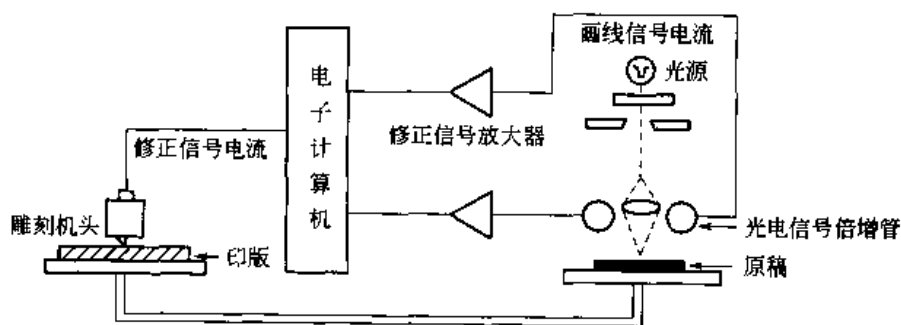 画线信号电流
光源
电子计算机
修正信号放大器
修正信号电流
雕刻机头
印版
光电信号倍增管
原稿